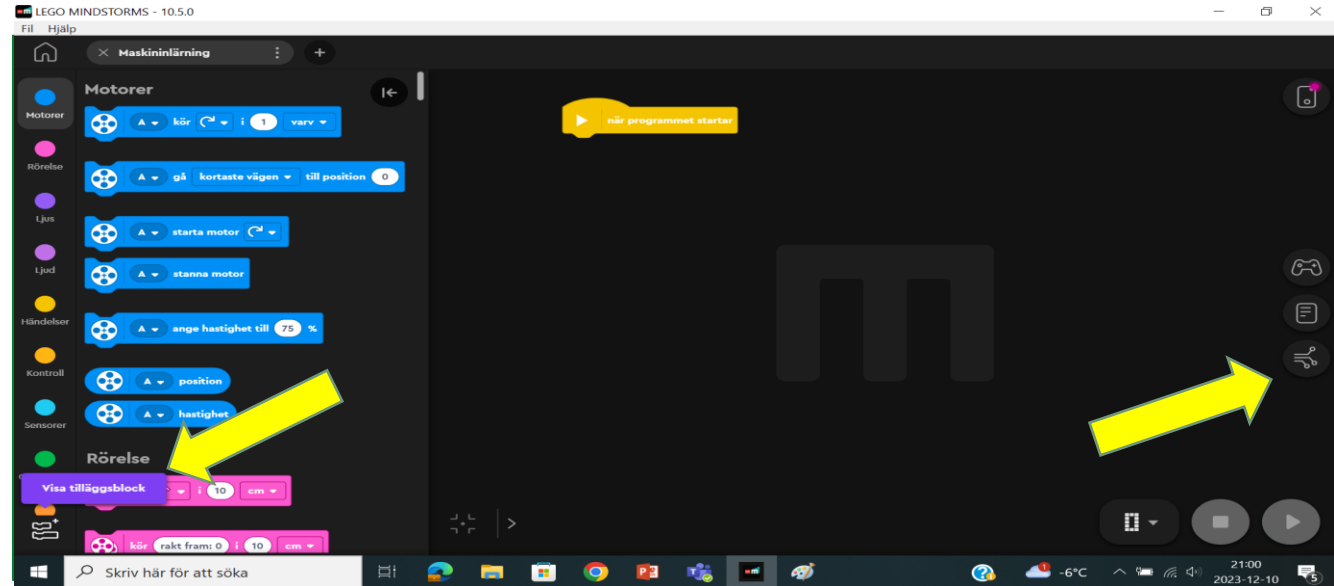 LEGO MINDSTORMS - 10.5.0
Fil Hjälp
Maskininlärning
Motorer
Rörelse
Ljus
Ljud
Händelser
Kontroll
Sensorer
Motorer
A kör i 1 varv
A gå kortaste vägen till position 0
A starta motor
A stanna motor
A ange hastighet till 75 %
A position
A hastighet
Rörelse
Visa tilläggsblock
i 10 cm
kör rakt fram: 0 i 10 cm
när programmet startar
Skriv här för att söka
-6°C
21:00
2023-12-10
5